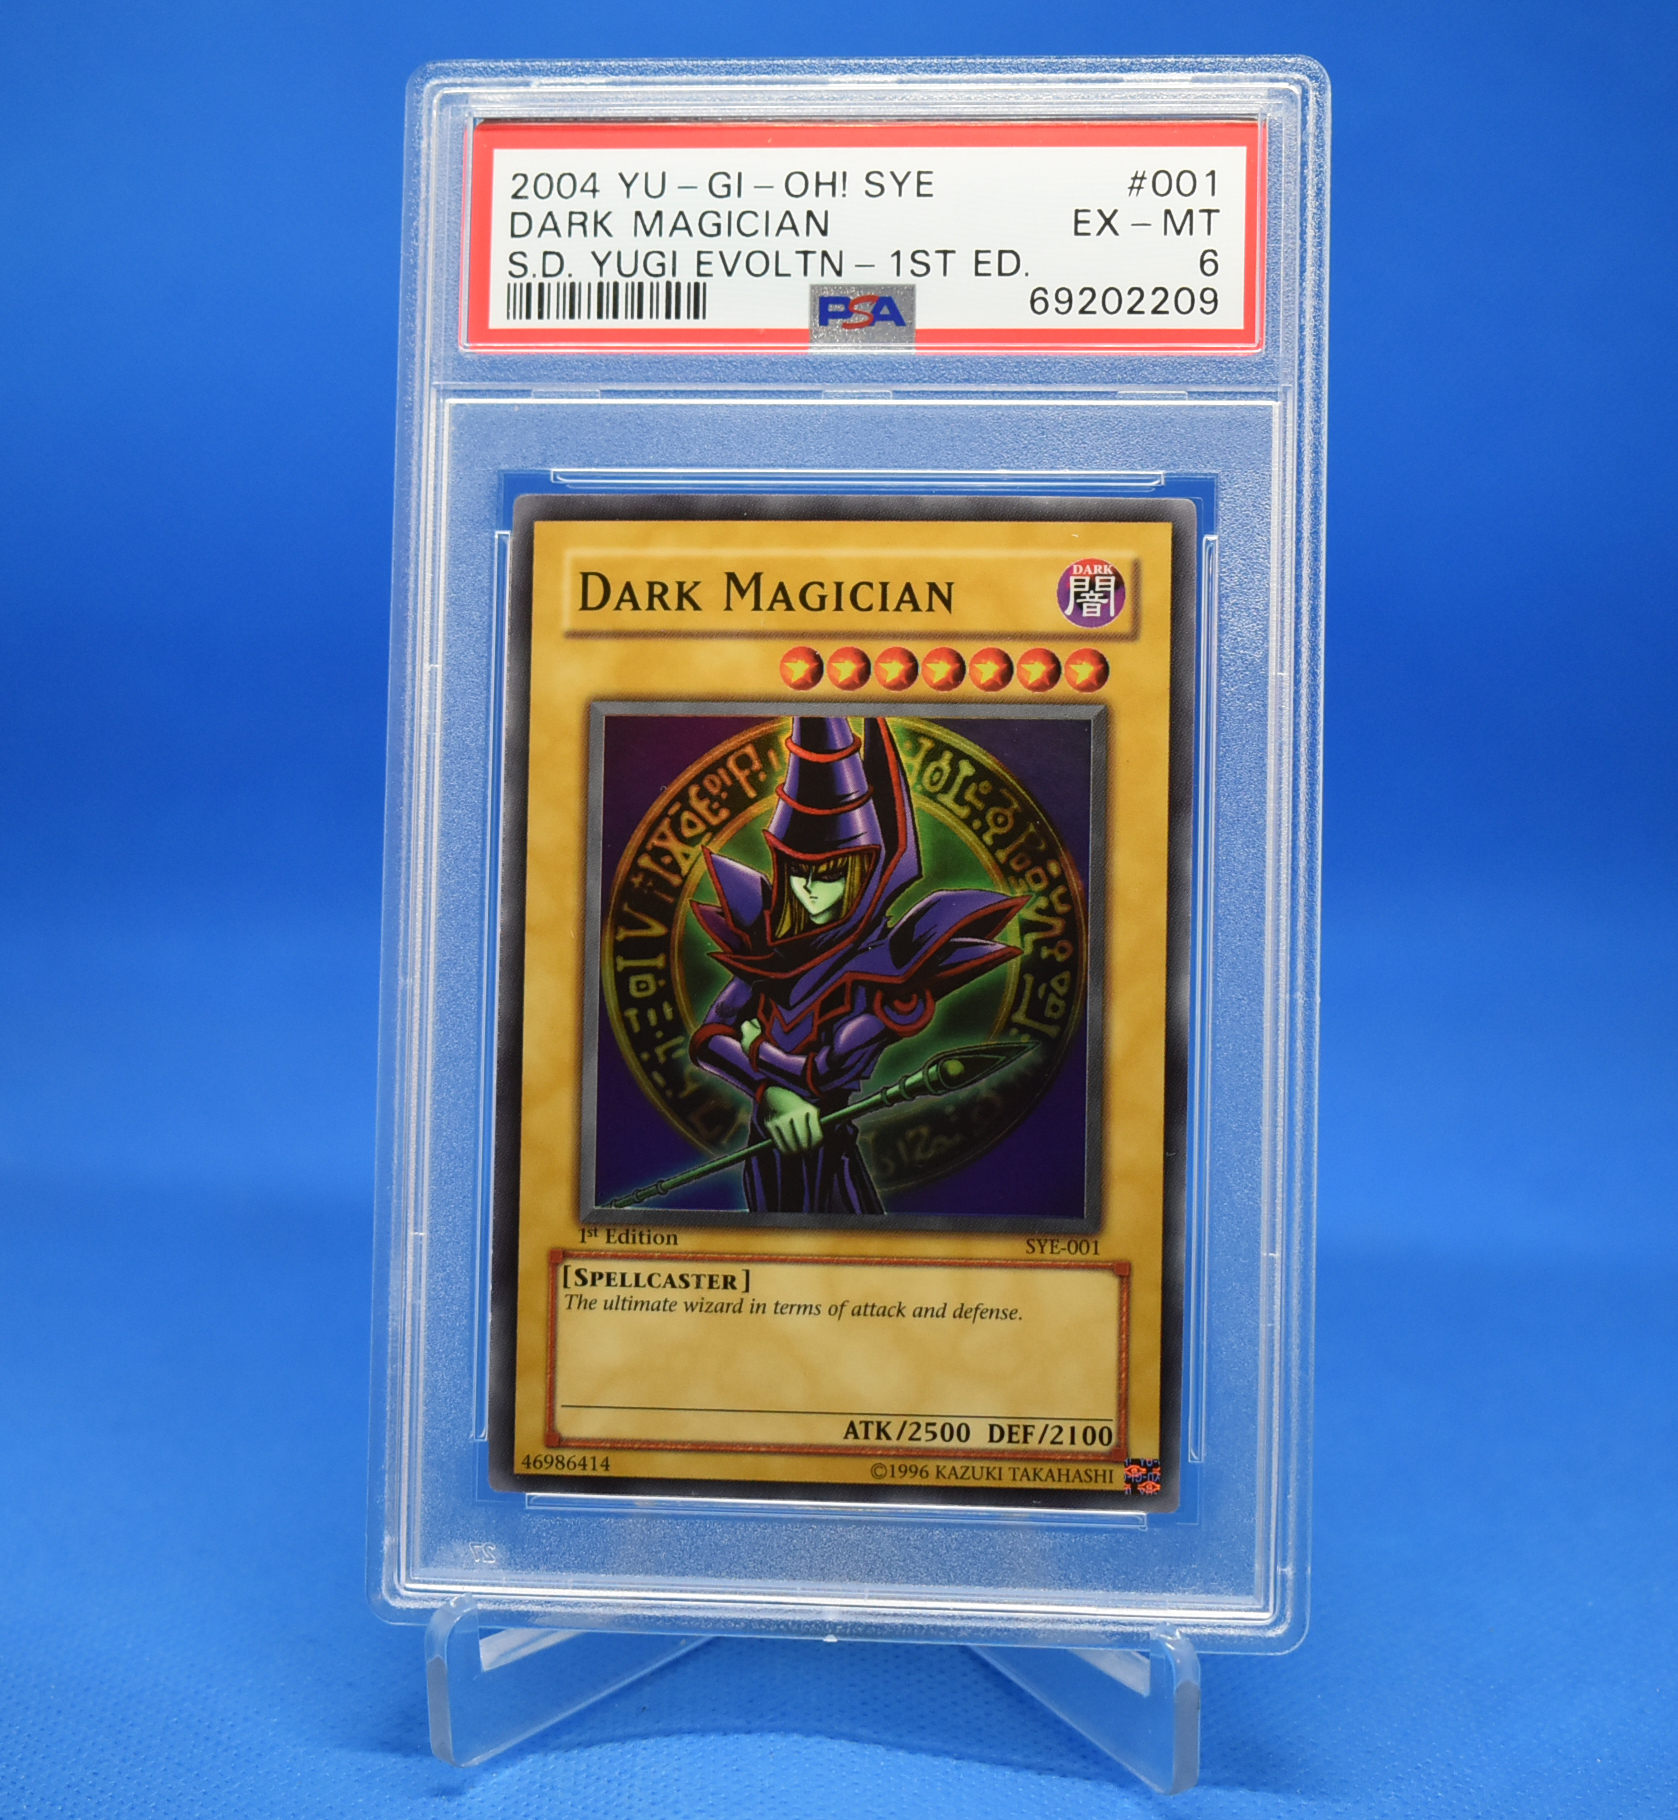 2004 YU-GI-OH! SYE #001
DARK MAGICIAN EX-MT
S.D. YUGI EVOLTN-1ST ED. 6
PSA 69202209
DARK MAGICIAN
DARK
闇
1st Edition
SYE-001
[SPELLCASTER]
The ultimate wizard in terms of attack and defense.
ATK/2500 DEF/2100
46986414 ©1996 KAZUKI TAKAHASHI